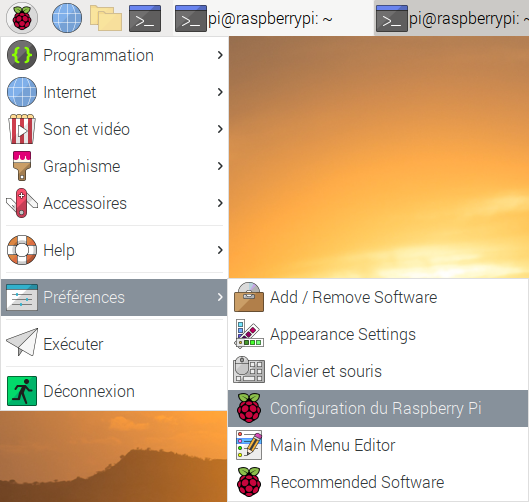 pi@raspberrypi: ~
pi@raspberrypi: ~
Programmation
Internet
Son et vidéo
Graphisme
Accessoires
Help
Préférences
Exécuter
Déconnexion
Add / Remove Software
Appearance Settings
Clavier et souris
Configuration du Raspberry Pi
Main Menu Editor
Recommended Software